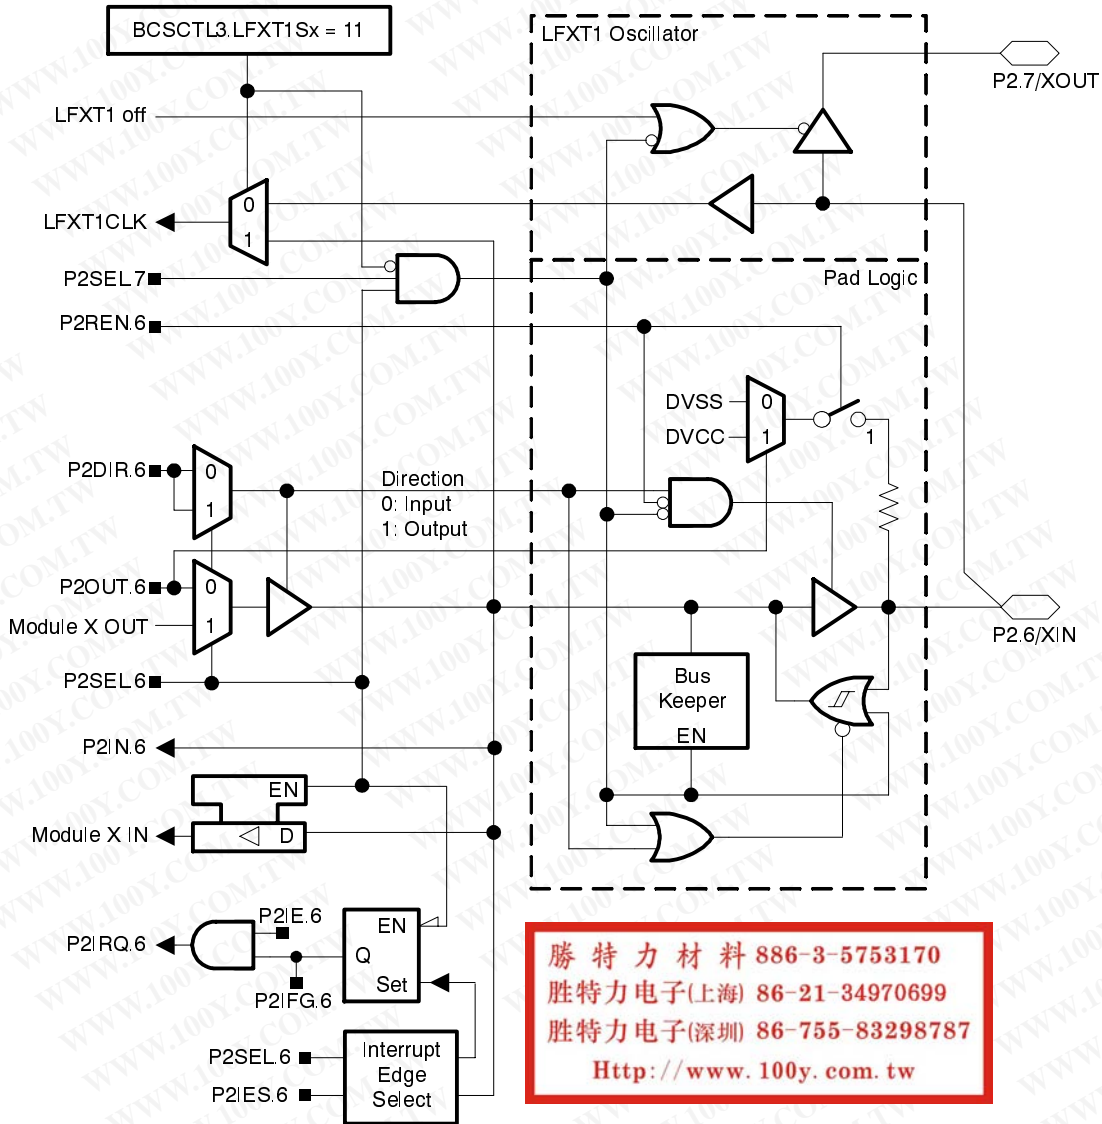 BCSCTL3.LFXT1Sx = 11
LFXT1 Oscillator
P2.7/XOUT
LFXT1 off
0
1
LFXT1CLK
P2SEL.7
Pad Logic
P2REN.6
DVSS
0
DVCC
1
1
P2DIR.6
0
1
Direction
0: Input
1: Output
P2OUT.6
0
Module X OUT
1
P2.6/XIN
P2SEL.6
Bus
Keeper
EN
P2IN.6
EN
Module X IN
D
P2IE.6
EN
P2IRQ.6
Q
P2IFG.6
Set
P2SEL.6
P2IES.6
Interrupt
Edge
Select
勝特力材料 886-3-5753170
胜特力电子(上海) 86-21-34970699
胜特力电子(深圳) 86-755-83298787
Http://www.100y.com.tw
WWW.100Y.COM.TW